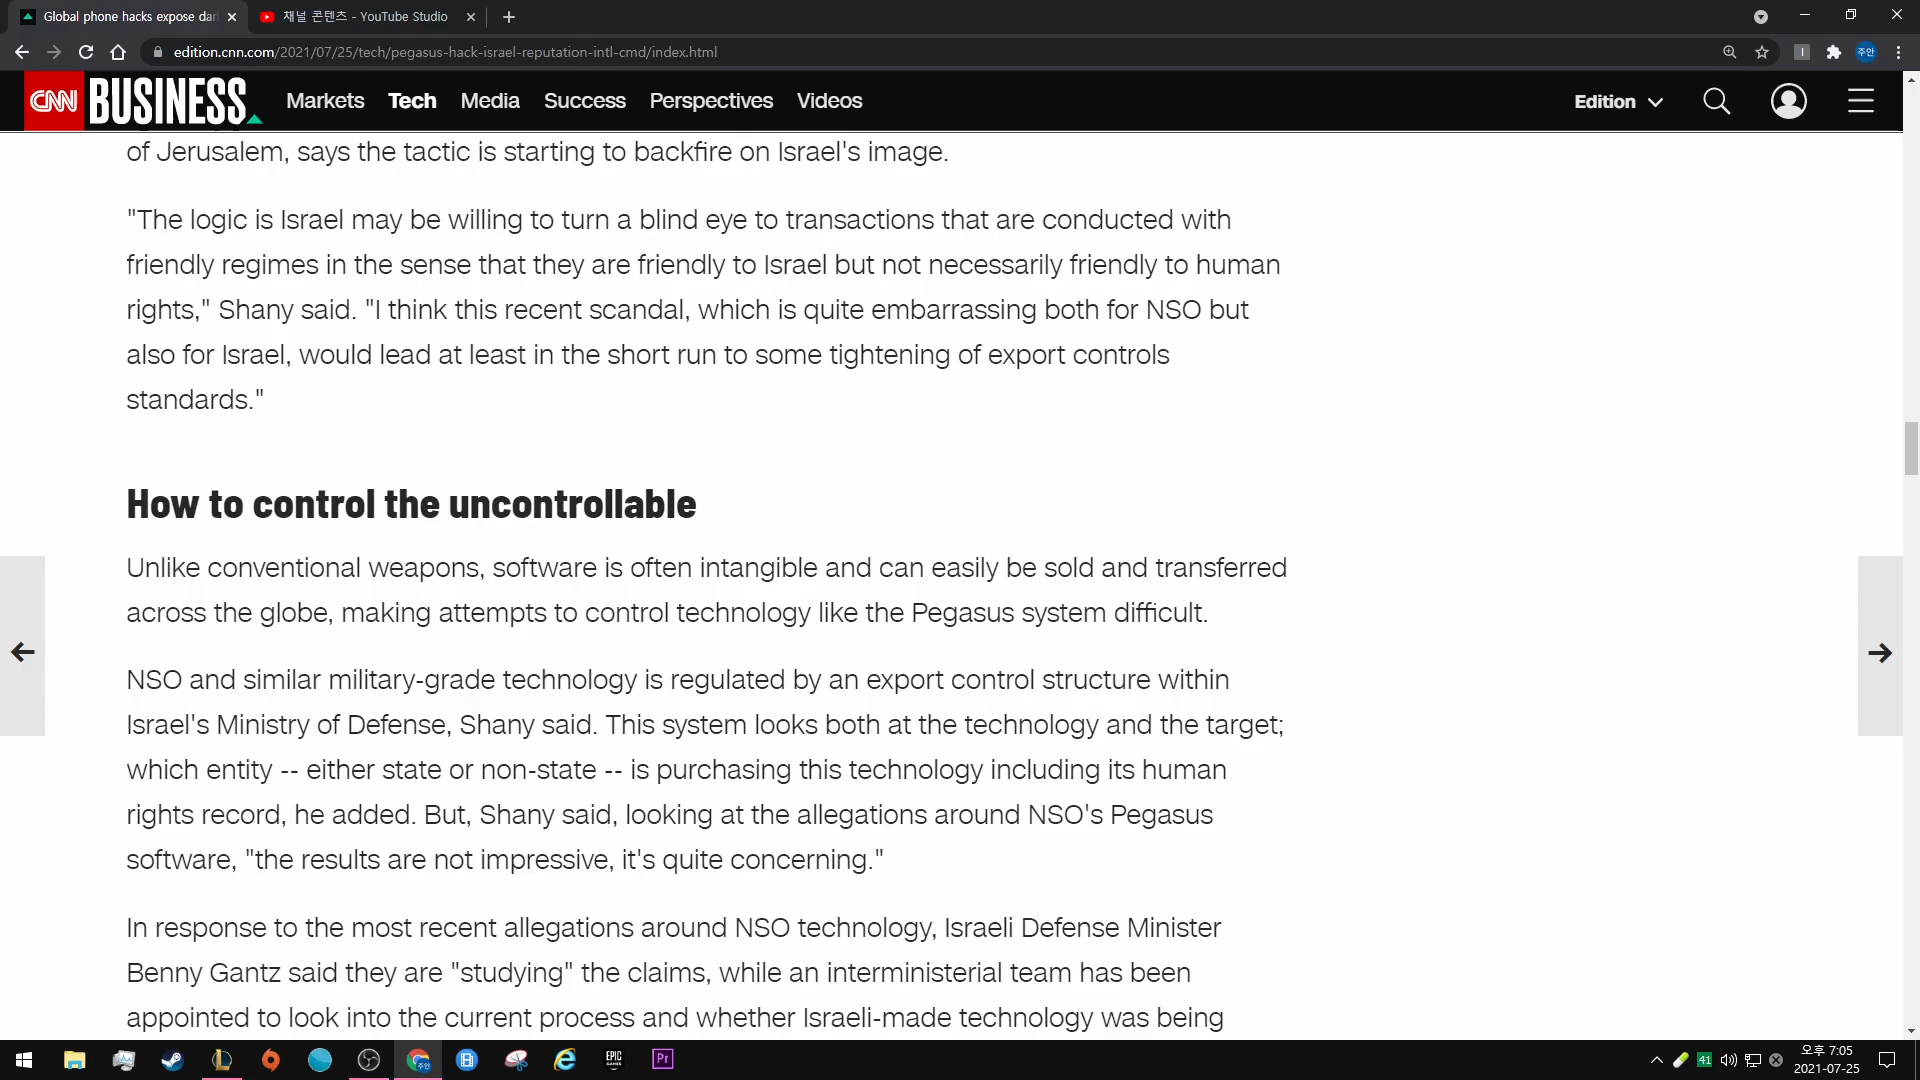 Global phone hacks expose dar
채널 콘텐츠 - YouTube Studio
edition.cnn.com/2021/07/25/tech/pegasus-hack-israel-reputation-intl-cmd/index.html
주안
CNN BUSINESS Markets Tech Media Success Perspectives Videos Edition
of Jerusalem, says the tactic is starting to backfire on Israel's image.
"The logic is Israel may be willing to turn a blind eye to transactions that are conducted with
friendly regimes in the sense that they are friendly to Israel but not necessarily friendly to human
rights," Shany said. "I think this recent scandal, which is quite embarrassing both for NSO but
also for Israel, would lead at least in the short run to some tightening of export controls
standards."
How to control the uncontrollable
Unlike conventional weapons, software is often intangible and can easily be sold and transferred
across the globe, making attempts to control technology like the Pegasus system difficult.
NSO and similar military-grade technology is regulated by an export control structure within
Israel's Ministry of Defense, Shany said. This system looks both at the technology and the target;
which entity -- either state or non-state -- is purchasing this technology including its human
rights record, he added. But, Shany said, looking at the allegations around NSO's Pegasus
software, "the results are not impressive, it's quite concerning."
In response to the most recent allegations around NSO technology, Israeli Defense Minister
Benny Gantz said they are "studying" the claims, while an interministerial team has been
appointed to look into the current process and whether Israeli-made technology was being
주안
EPIC GAMES
Pr
41
오후 7:05
2021-07-25